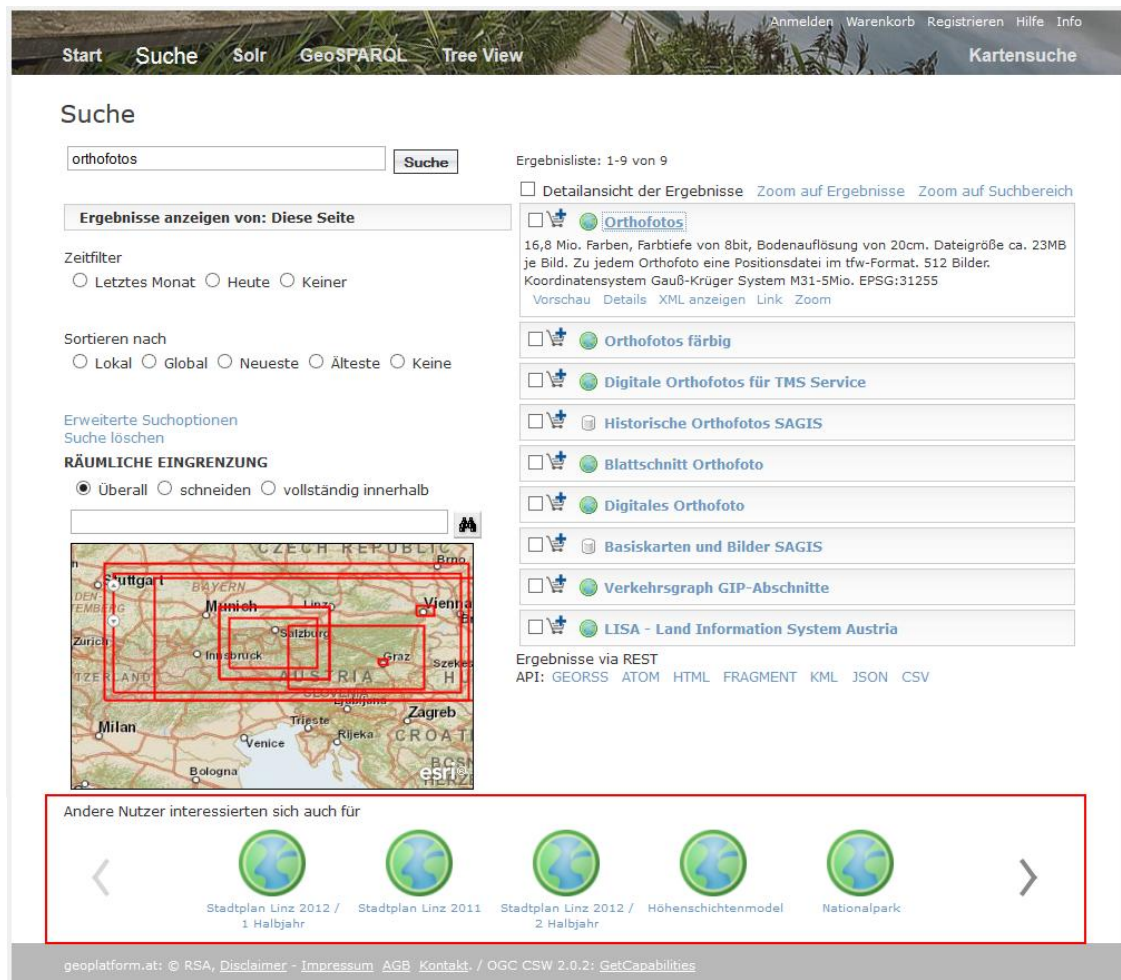 Anmelden Warenkorb Registrieren Hilfe Info
Start Suche Solr GeoSPARQL Tree View Kartensuche
Suche
orthofotos Suche
Ergebnisse anzeigen von: Diese Seite
Zeitfilter
Letztes Monat Heute Keiner
Sortieren nach
Lokal Global Neueste Älteste Keine
Erweiterte Suchoptionen
Suche löschen
RÄUMLICHE EINGRENZUNG
Überall schneiden vollständig innerhalb
CZECH REPUBLIC
Brno
Stuttgart
BAYERN
Munich
Linz
Vienna
Zurich
Salzburg
Innsbruck
Graz
AUSTRIA
SLOVENIA
Ljubljana
Zagreb
Milan
Trieste
Venice
Rijeka
Bologna
esri
Ergebnisliste: 1-9 von 9
Detailansicht der Ergebnisse Zoom auf Ergebnisse Zoom auf Suchbereich
Orthofotos
16,8 Mio. Farben, Farbtiefe von 8bit, Bodenauflösung von 20cm. Dateigröße ca. 23MB
je Bild. Zu jedem Orthofoto eine Positionsdatei im tfw-Format. 512 Bilder.
Koordinatensystem Gauß-Krüger System M31-5Mio. EPSG:31255
Vorschau Details XML anzeigen Link Zoom
Orthofotos färbig
Digitale Orthofotos für TMS Service
Historische Orthofotos SAGIS
Blattschnitt Orthofoto
Digitales Orthofoto
Basiskarten und Bilder SAGIS
Verkehrsgraph GIP-Abschnitte
LISA - Land Information System Austria
Ergebnisse via REST
API: GEORSS ATOM HTML FRAGMENT KML JSON CSV
Andere Nutzer interessierten sich auch für
Stadtplan Linz 2012 /
1 Halbjahr
Stadtplan Linz 2011
Stadtplan Linz 2012 /
2 Halbjahr
Höhenschichtenmodel
Nationalpark
geoplatform.at: © RSA, Disclaimer - Impressum AGB Kontakt. / OGC CSW 2.0.2: GetCapabilities